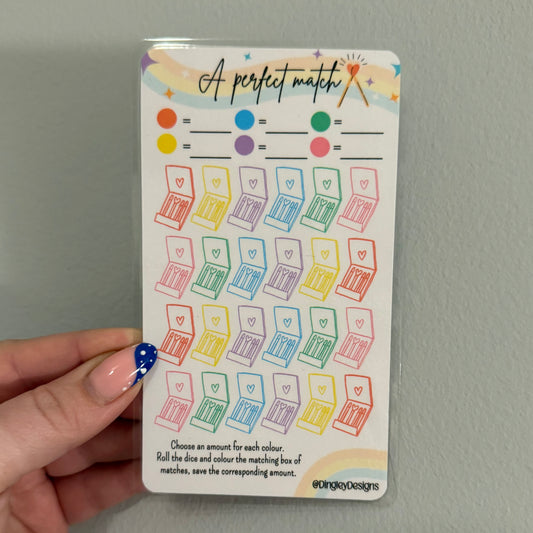 A perfect match
= = =
= = =
Choose an amount for each colour.
Roll the dice and colour the matching box of
matches, save the corresponding amount.
@DingleyDesigns